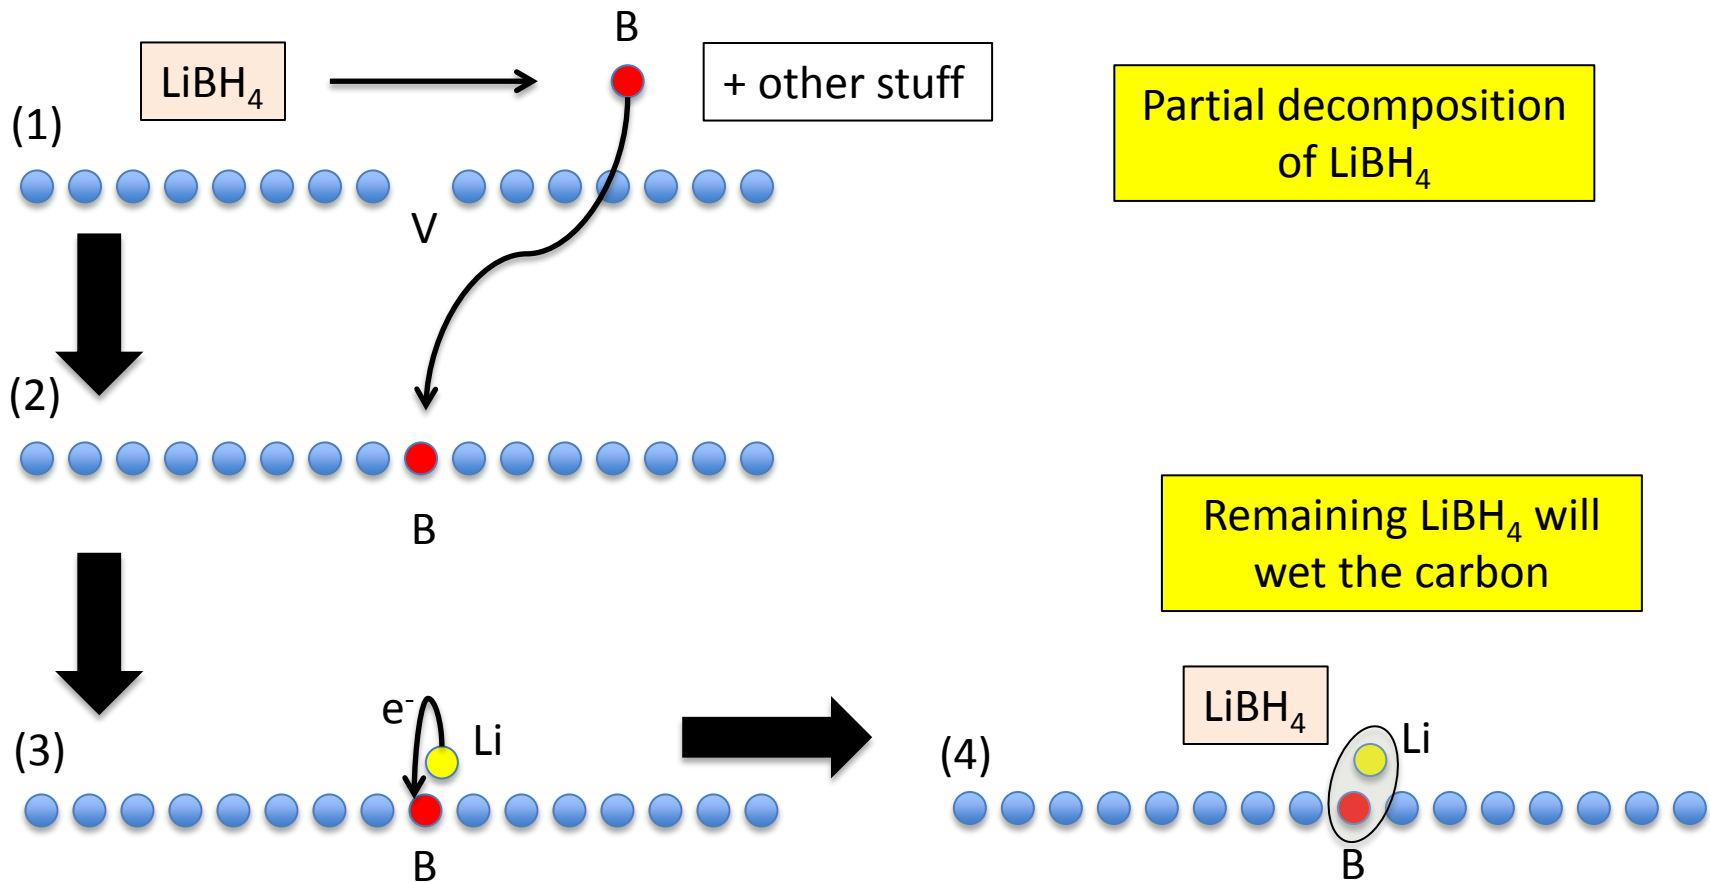 B
LiBH4
+ other stuff
Partial decomposition
of LiBH4
(1)
V
(2)
B
Remaining LiBH4 will
wet the carbon
e-
Li
(3)
B
LiBH4
Li
(4)
B